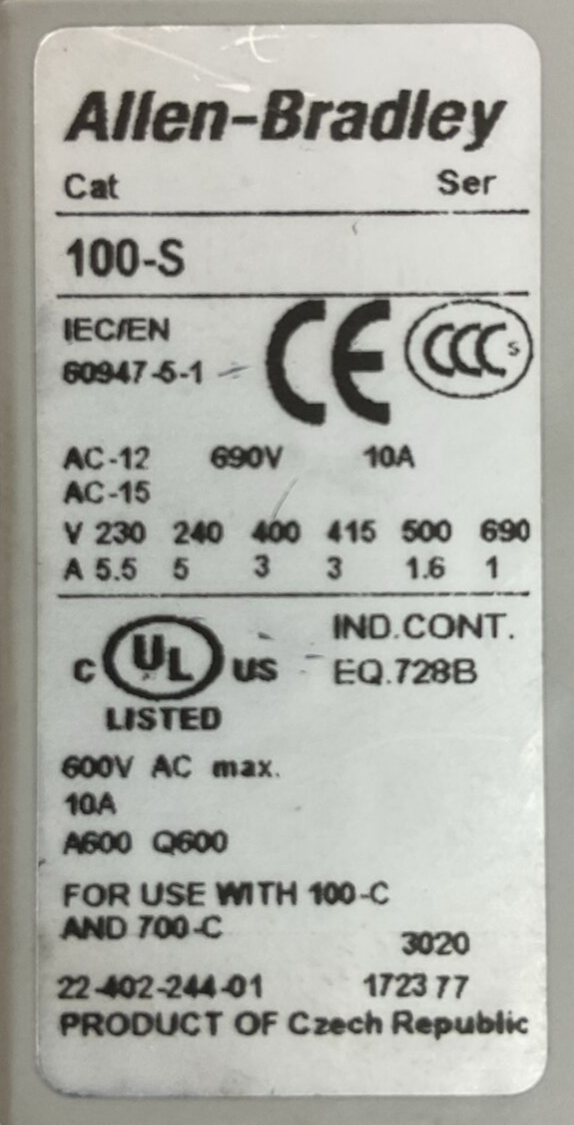 Allen-Bradley
Cat Ser
100-S
IEC/EN
60947-5-1
CE
CCC S
AC-12 690V 10A
AC-15
V 230 240 400 415 500 690
A 5.5 5 3 3 1.6 1
IND.CONT.
C UL US EQ.728B
LISTED
600V AC max.
10A
A600 Q600
FOR USE WITH 100-C
AND 700-C
3020
22-402-244-01 172377
PRODUCT OF Czech Republic